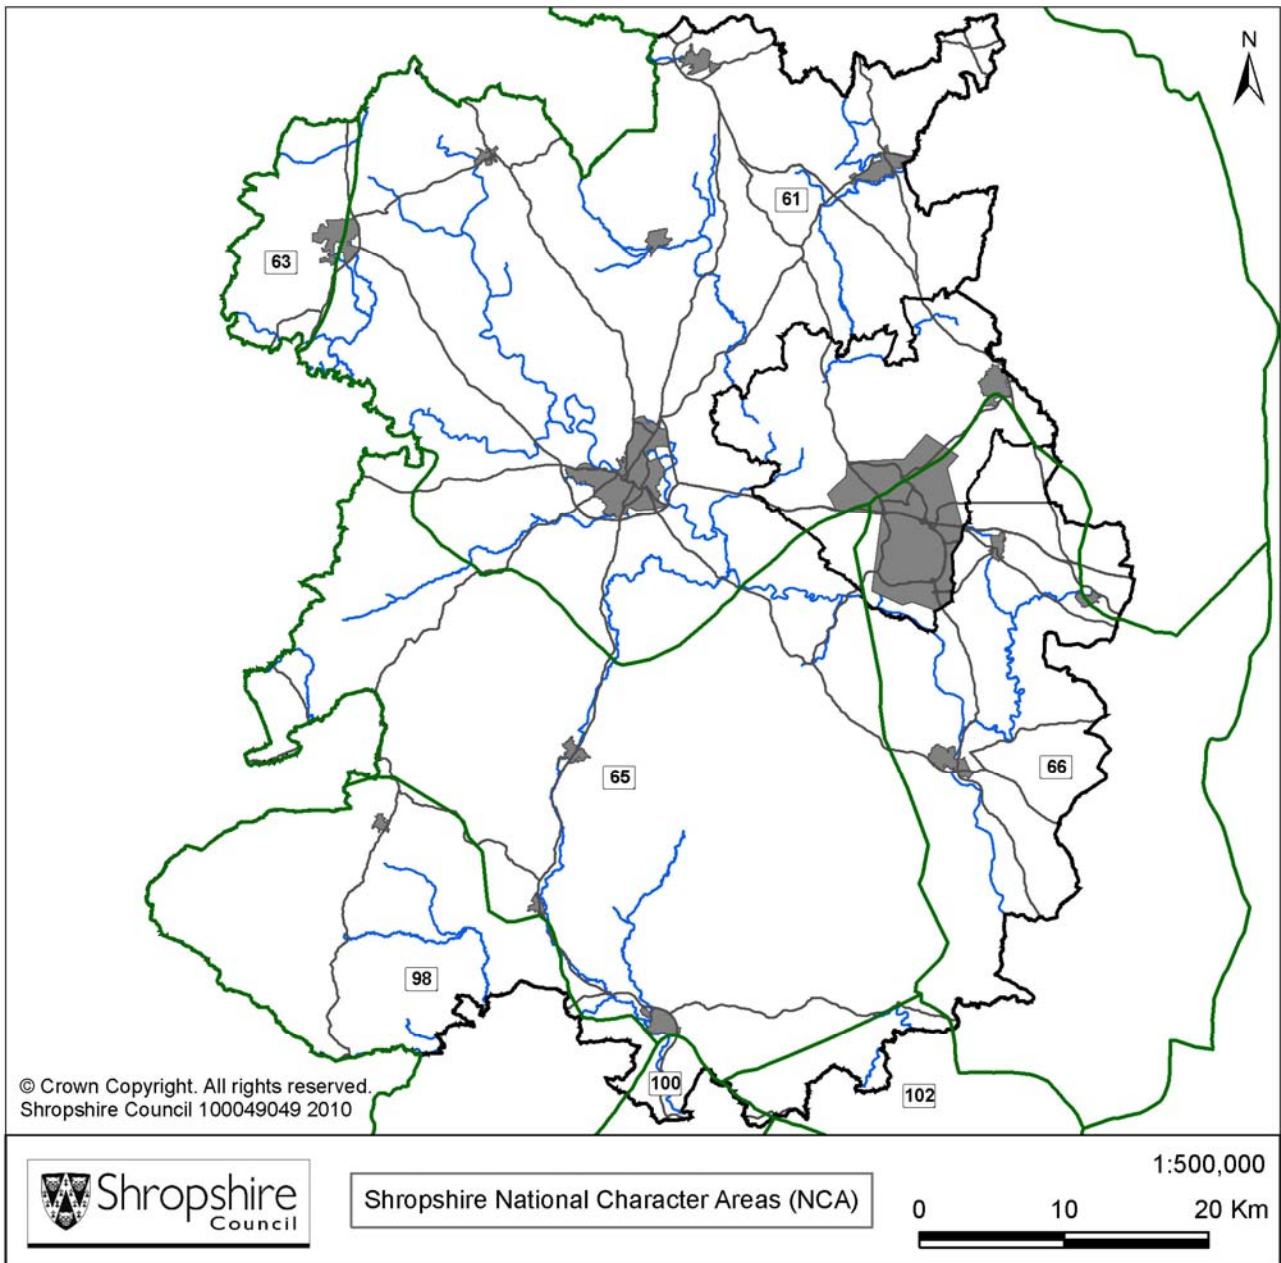 N
61
63
65
66
98
100
102
© Crown Copyright. All rights reserved.
Shropshire Council 100049049 2010
Shropshire
Council
Shropshire National Character Areas (NCA)
1:500,000
0 10 20 Km